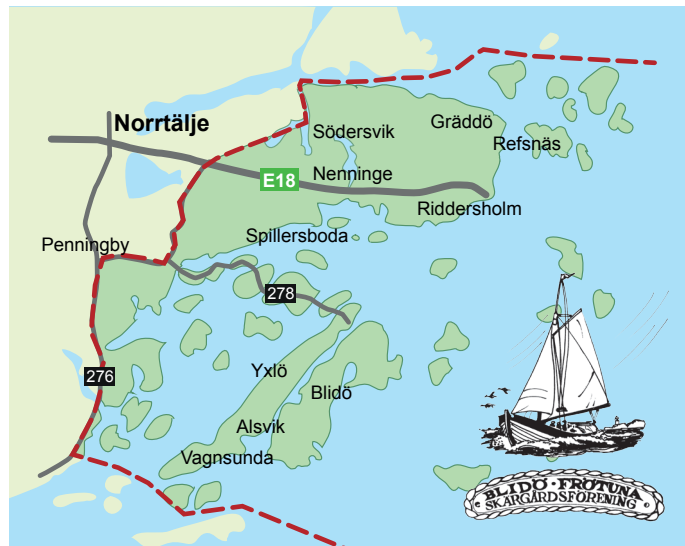 Norrtälje
Södersvik
Gräddö
Refsnäs
E18
Nenninge
Riddersholm
Spillersboda
Penningby
278
276
Yxlö
Blidö
Alsvik
Vagnsunda
BLIDÖ · FRÖTUNA
SKÄRGÅRDSFÖRENING